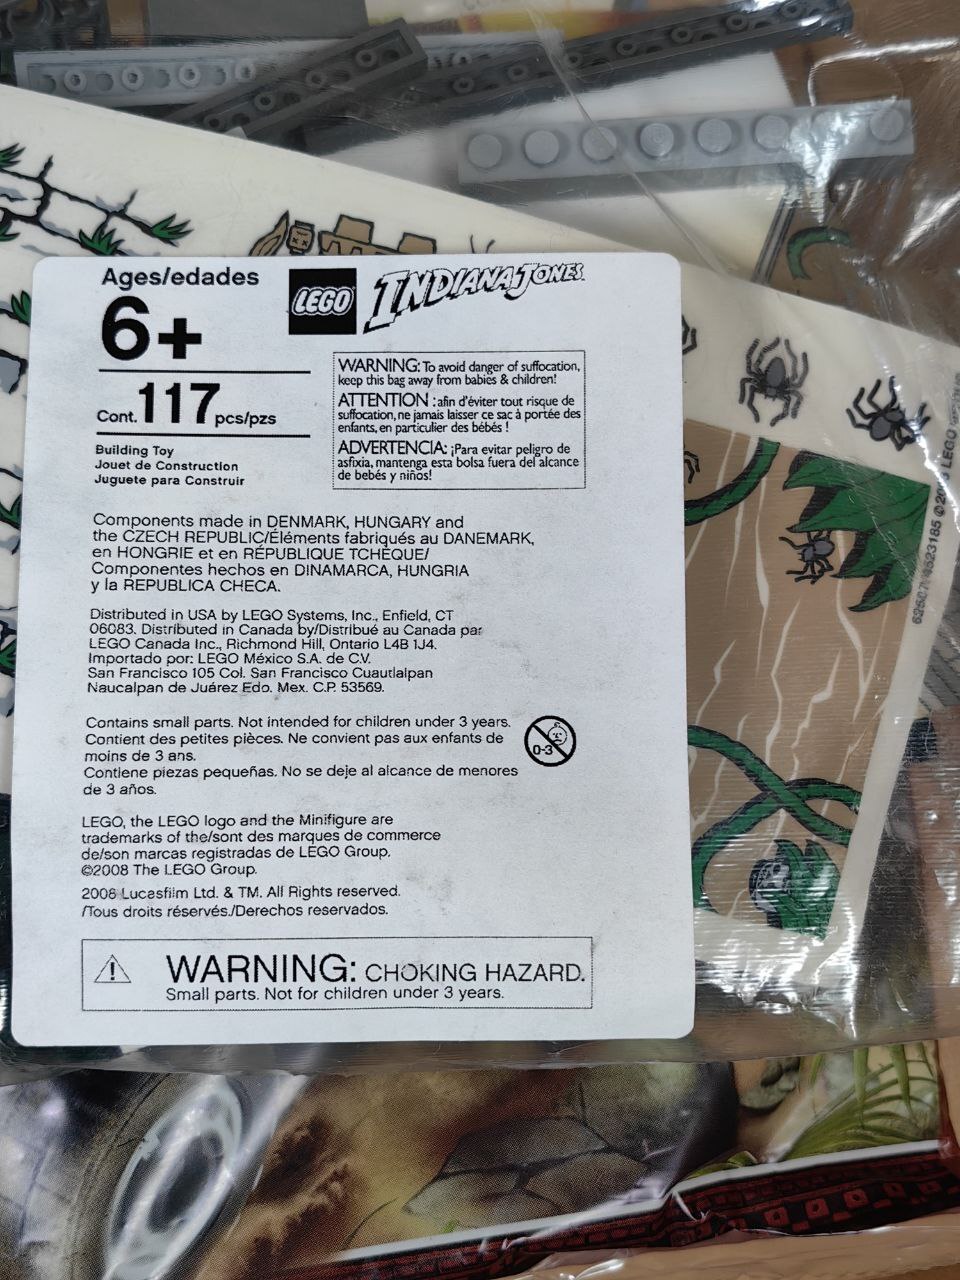 Ages/edades
6+
LEGO INDIANA JONES
Cont. 117 pcs/pzs
Building Toy
Jouet de Construction
Juguete para Construir
WARNING: To avoid danger of suffocation,
keep this bag away from babies & children!
ATTENTION : afin d'éviter tout risque de
suffocation, ne jamais laisser ce sac à portée des
enfants, en particulier des bébés !
ADVERTENCIA: ¡Para evitar peligro de
asfixia, mantenga esta bolsa fuera del alcance
de bebés y niños!
Components made in DENMARK, HUNGARY and
the CZECH REPUBLIC/Éléments fabriqués au DANEMARK,
en HONGRIE et en RÉPUBLIQUE TCHÈQUE/
Componentes hechos en DINAMARCA, HUNGRIA
y la REPUBLICA CHECA.
Distributed in USA by LEGO Systems, Inc., Enfield, CT
06083. Distributed in Canada by/Distribué au Canada par
LEGO Canada Inc., Richmond Hill, Ontario L4B 1J4.
Importado por: LEGO México S.A. de C.V.
San Francisco 105 Col. San Francisco Cuautlalpan
Naucalpan de Juárez Edo. Mex. C.P. 53569.
Contains small parts. Not intended for children under 3 years.
Contient des petites pièces. Ne convient pas aux enfants de
moins de 3 ans.
Contiene piezas pequeñas. No se deje al alcance de menores
de 3 años.
0-3
LEGO, the LEGO logo and the Minifigure are
trademarks of the/sont des marques de commerce
de/son marcas registradas de LEGO Group.
©2008 The LEGO Group.
2008 Lucasfilm Ltd. & TM. All Rights reserved.
/Tous droits réservés./Derechos reservados.
WARNING: CHOKING HAZARD.
Small parts. Not for children under 3 years.
LEGO